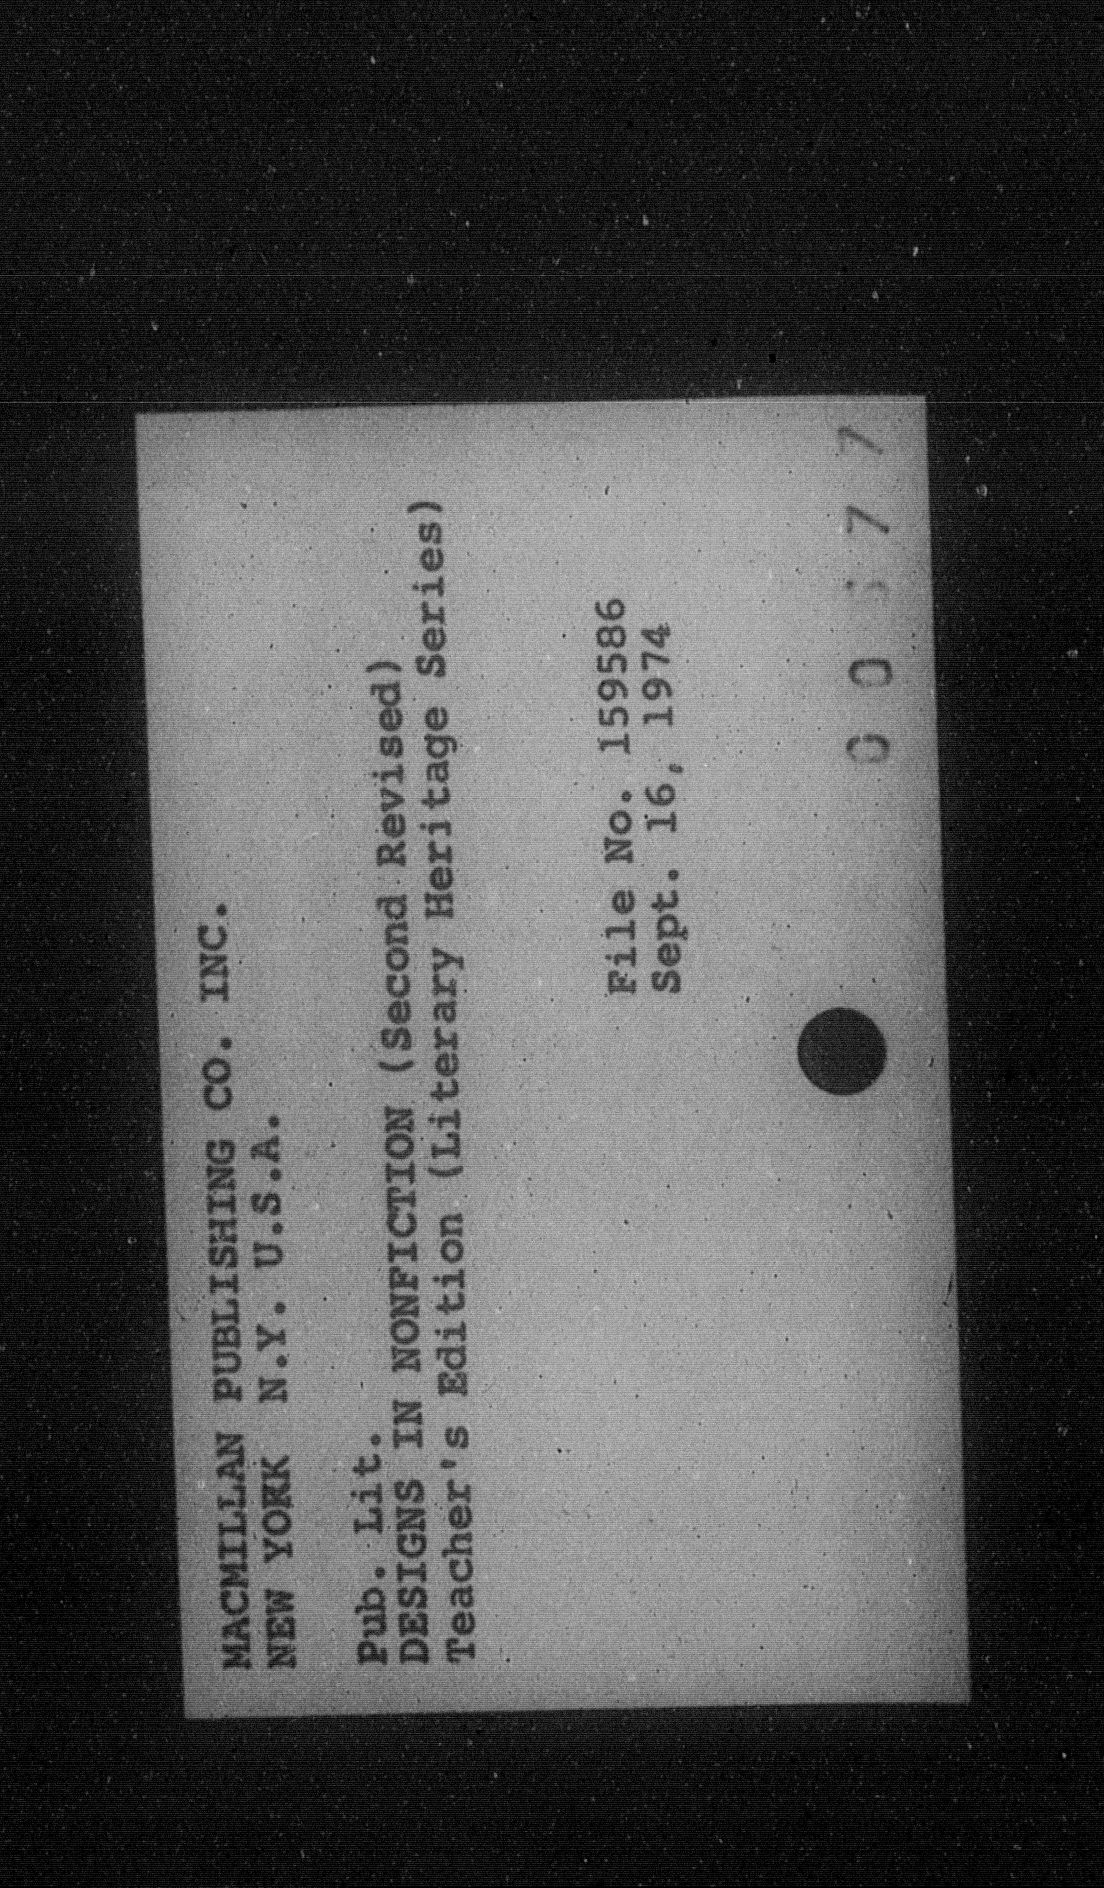 MACMILLAN PUBLISHING CO. INC.
NEW YORK N.Y. U.S.A.
Pub. Lit.
DESIGNS IN NONFICTION (Second Revised)
Teacher's Edition (Literary Heritage Series)
File No. 159586
Sept. 16, 1974